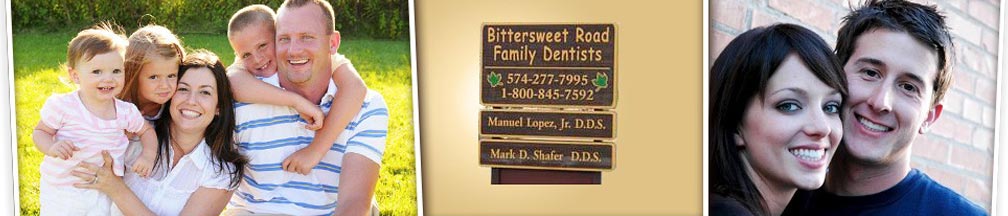 Bittersweet Road
Family Dentists
574-277-7995
1-800-845-7592
Manuel Lopez, Jr. D.D.S.
Mark D. Shafer D.D.S.